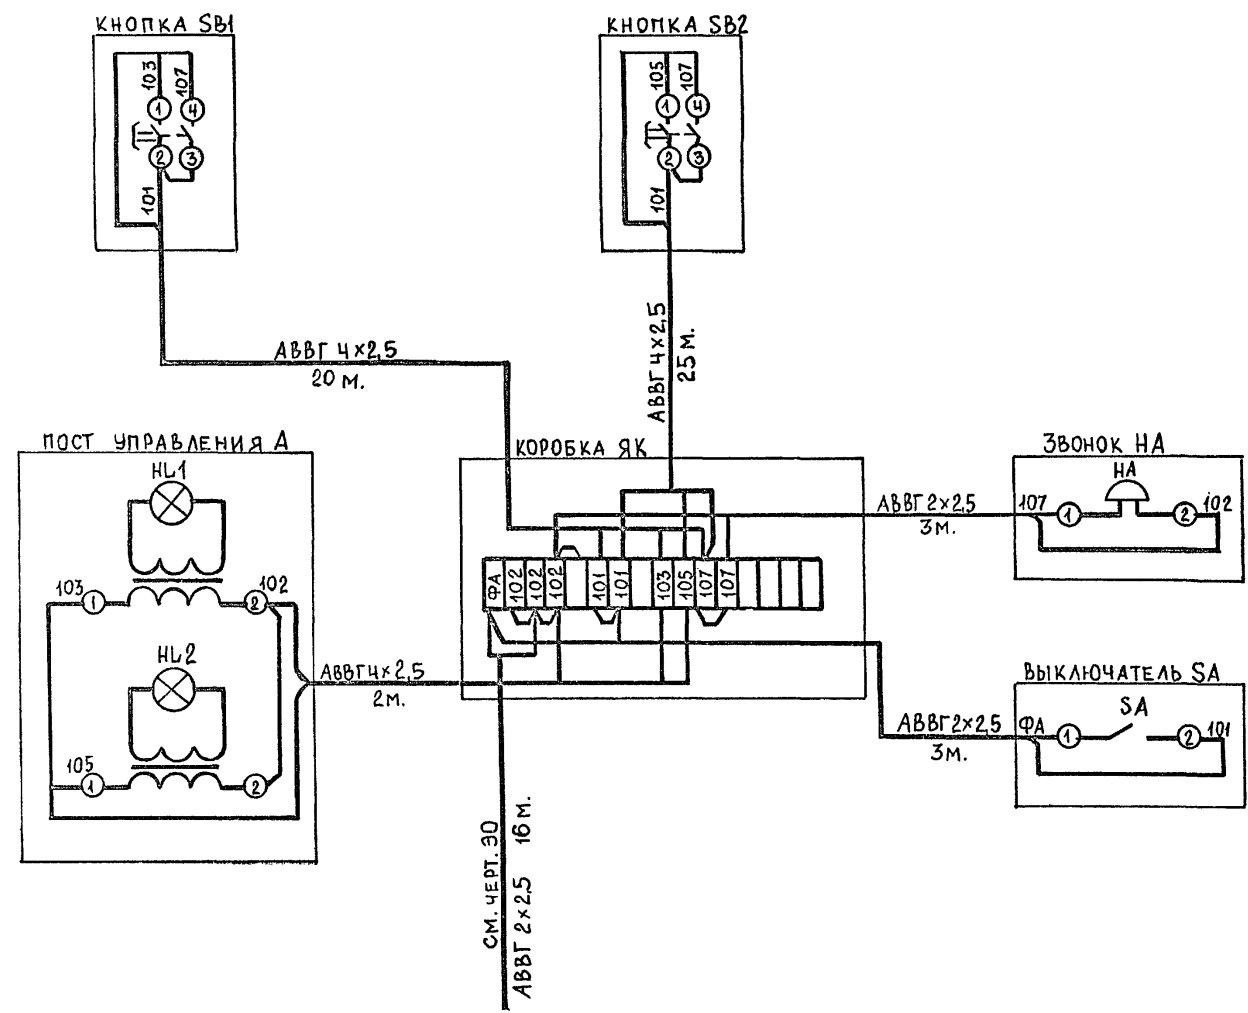 КНОПКА SB1
103
107
1
4
2
3
101
КНОПКА SB2
105
107
1
4
2
3
101
АВВГ 4×2,5
20 м.
АВВГ 4×2,5
25 м.
ПОСТ УПРАВЛЕНИЯ А
HL1
103
1
2
102
HL2
105
1
2
АВВГ 4×2,5
2м.
КОРОБКА ЯК
ФА
102
102
102
101
101
103
105
107
107
АВВГ 2×2,5
3м.
ЗВОНОК НА
НА
107
1
2
102
АВВГ 2×2,5
3м.
ВЫКЛЮЧАТЕЛЬ SA
SA
ФА
1
2
101
СМ. ЧЕРТ. ЭО
АВВГ 2×2,5 16 м.